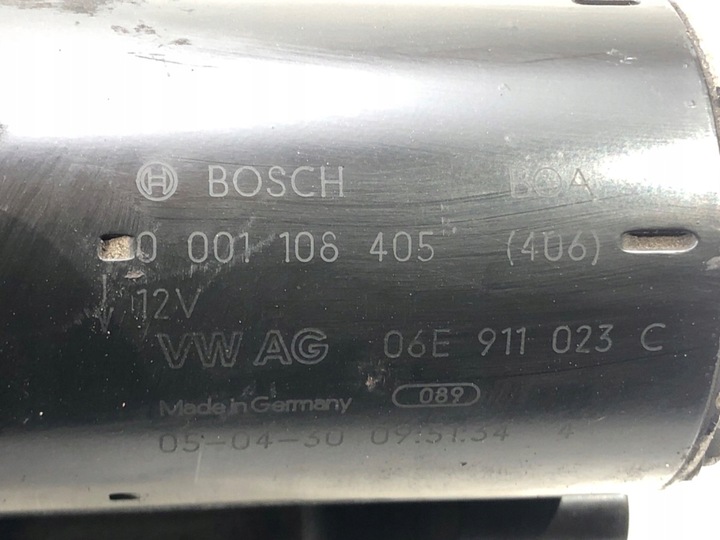 BOSCH BOA
0 001 108 405 (406)
12V
VW AG 06E 911 023 C
Made in Germany 089
05-04-30 09:51:34 4